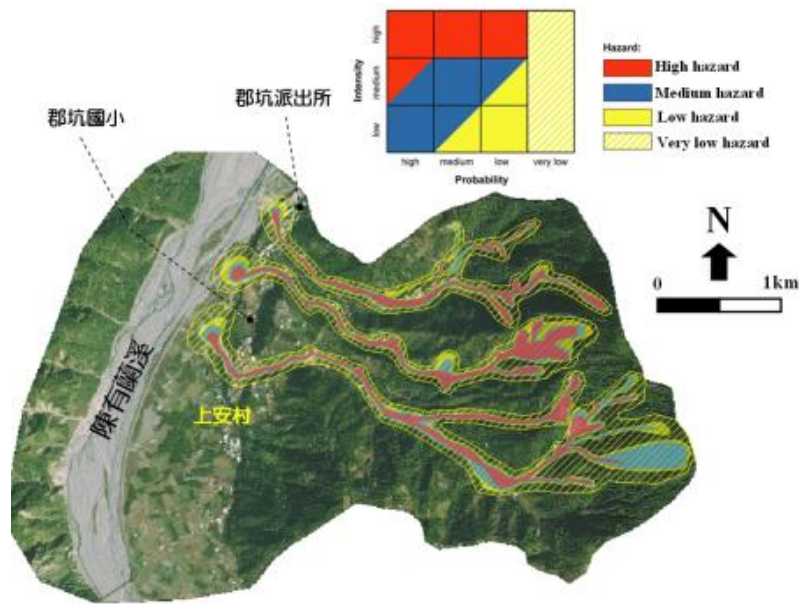 Intensity
high
medium
low
high
medium
low
very low
Probability
Hazard:
High hazard
Medium hazard
Low hazard
Very low hazard
郡坑派出所
郡坑國小
N
0
1km
陳有蘭溪
上安村